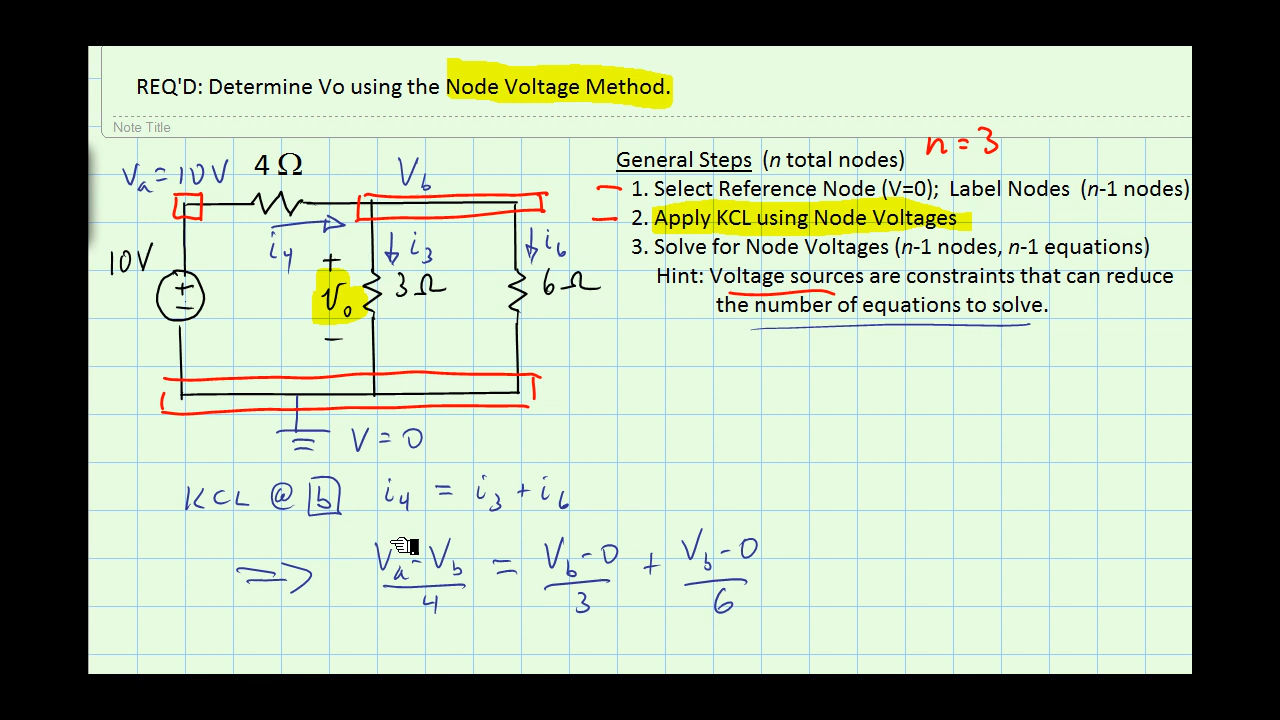 REQ'D: Determine Vo using the Node Voltage Method.
Note Title
n = 3
General Steps (n total nodes)
1. Select Reference Node (V=0); Label Nodes (n-1 nodes)
2. Apply KCL using Node Voltages
3. Solve for Node Voltages (n-1 nodes, n-1 equations)
Hint: Voltage sources are constraints that can reduce
the number of equations to solve.
Va = 10V
4 Ω
Vb
i4
i3
i6
10V
+
-
+
Vo
-
3Ω
6Ω
V = 0
KCL @ b i4 = i3 + i6
=> Va - Vb / 4 = Vb - 0 / 3 + Vb - 0 / 6